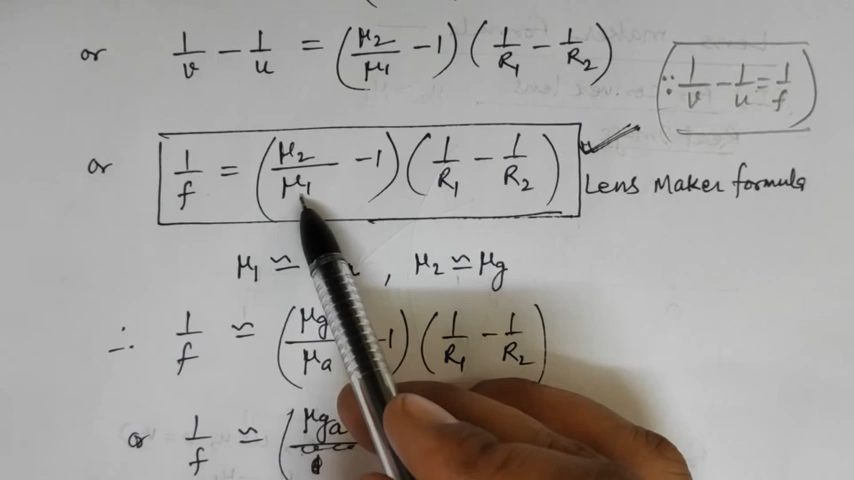 or 1/v - 1/u = (μ2/μ1 - 1) (1/R1 - 1/R2)
(∵ 1/v - 1/u = 1/f)
or 1/f = (μ2/μ1 - 1) (1/R1 - 1/R2)
Lens Maker formula
μ1 ≃ , μ2 ≃ μg
∴ 1/f ≃ (μg/μa - 1) (1/R1 - 1/R2)
or 1/f ≃ (μga